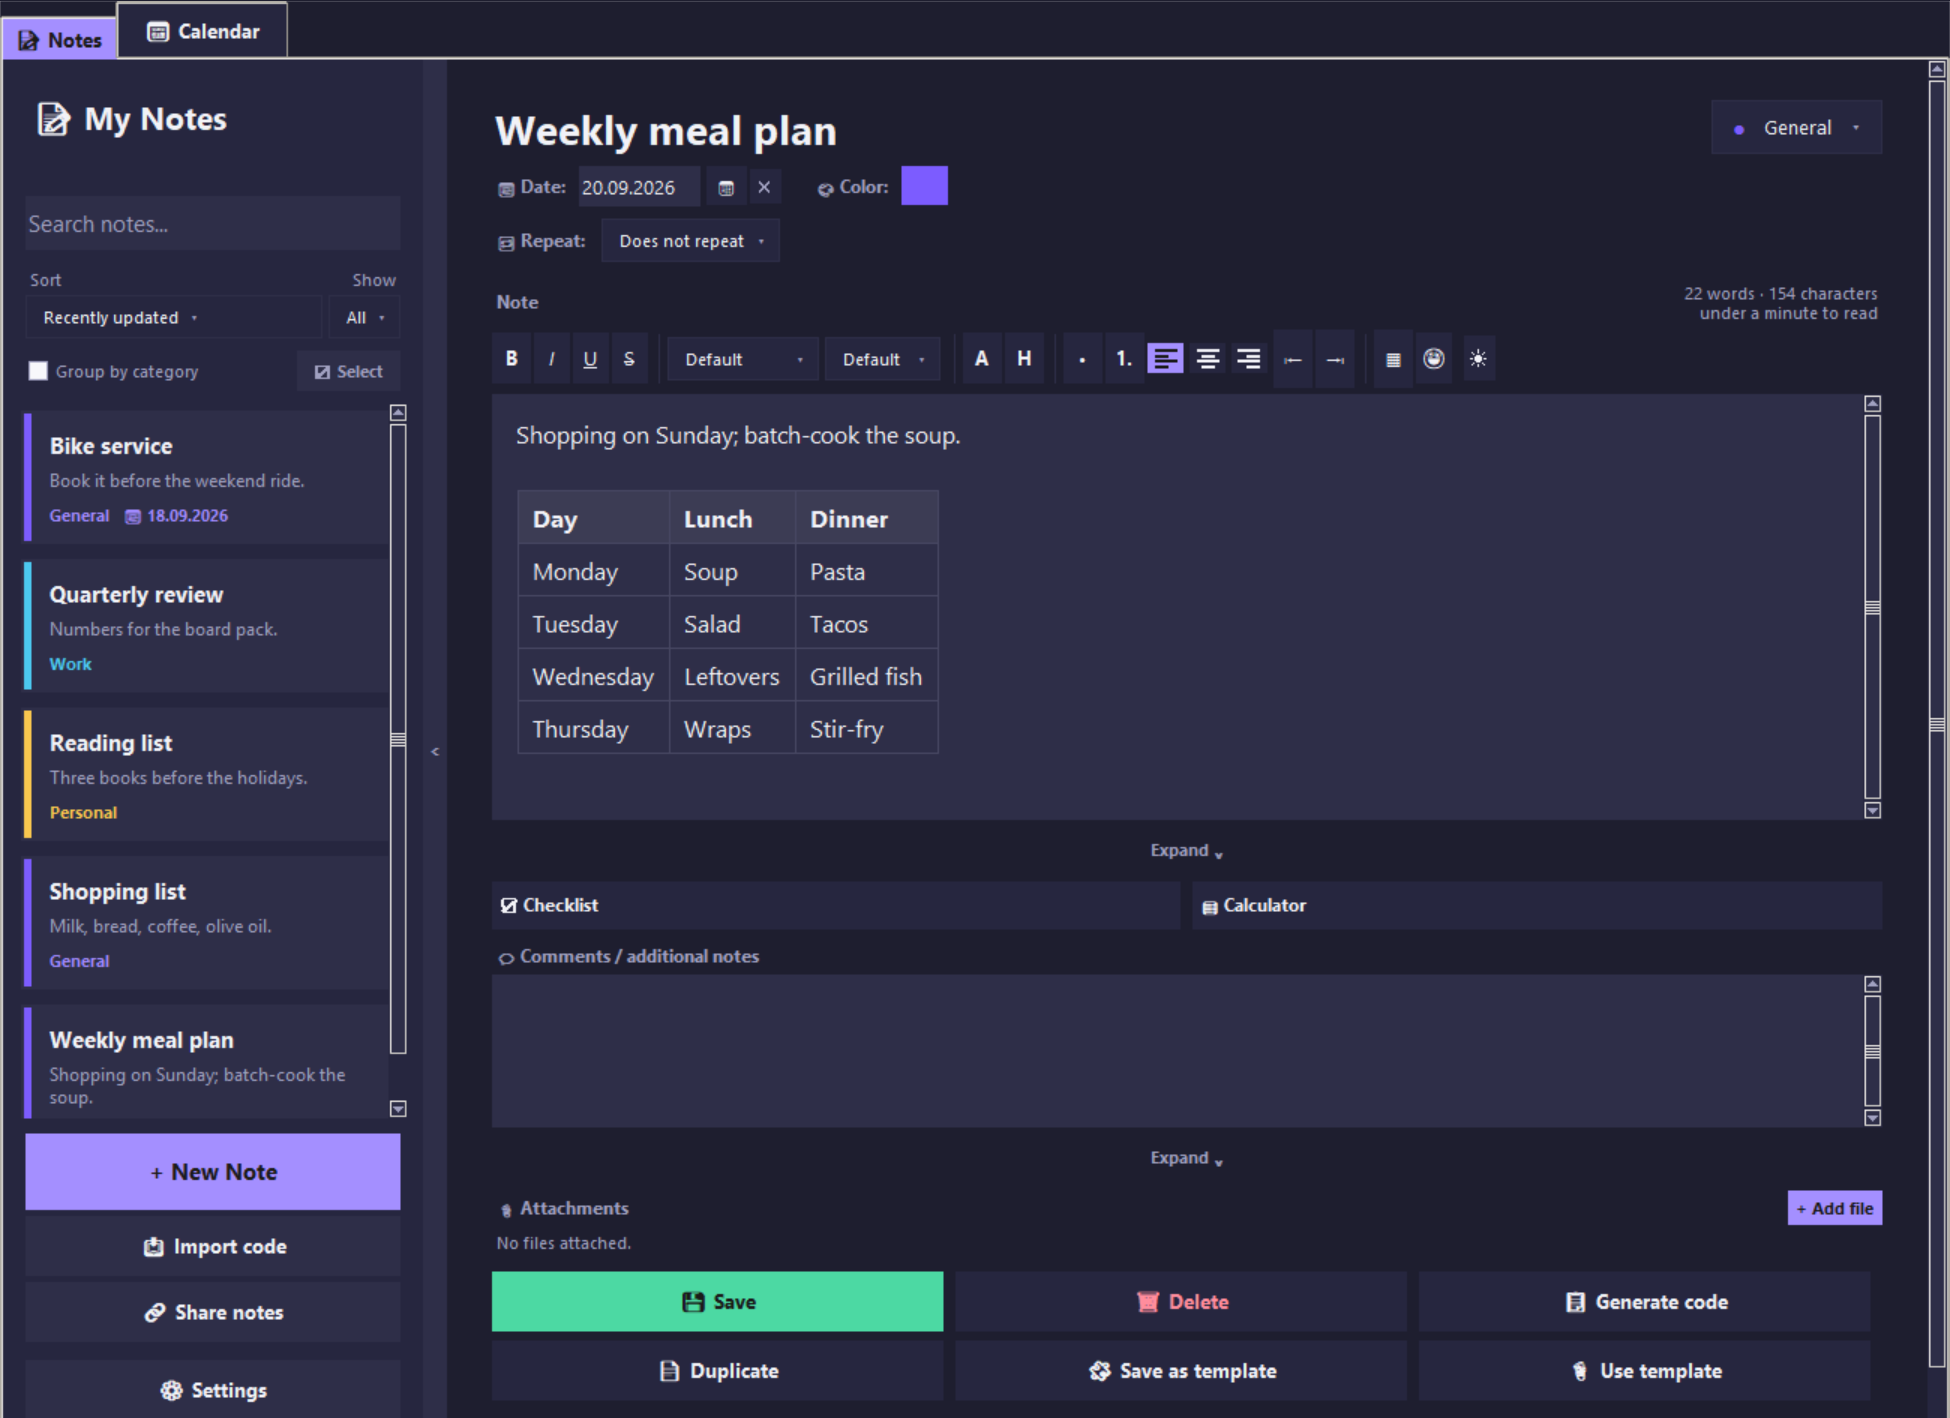 Notes
Calendar
My Notes
Search notes...
Sort
Show
Recently updated
All
Group by category
Select
Bike service
Book it before the weekend ride.
General 18.09.2026
Quarterly review
Numbers for the board pack.
Work
Reading list
Three books before the holidays.
Personal
Shopping list
Milk, bread, coffee, olive oil.
General
Weekly meal plan
Shopping on Sunday; batch-cook the
soup.
+ New Note
Import code
Share notes
Settings
<
Weekly meal plan
General
Date: 20.09.2026
Color:
Repeat: Does not repeat
Note
22 words · 154 characters
under a minute to read
B I U S Default Default A H • 1.
Shopping on Sunday; batch-cook the soup.
Day Lunch Dinner
Monday Soup Pasta
Tuesday Salad Tacos
Wednesday Leftovers Grilled fish
Thursday Wraps Stir-fry
Expand
Checklist
Calculator
Comments / additional notes
Expand
Attachments
+ Add file
No files attached.
Save
Delete
Generate code
Duplicate
Save as template
Use template